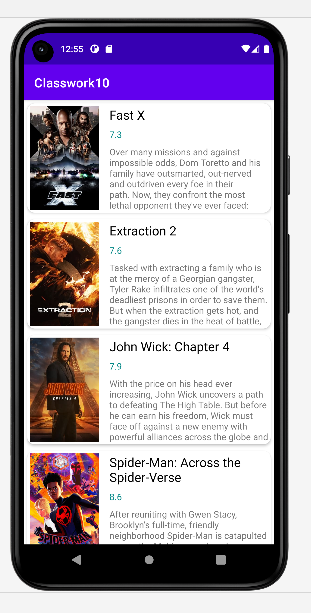 12:55
Classwork10
Fast X
7.3
Over many missions and against
impossible odds, Dom Toretto and his
family have outsmarted, out-nerved
and outdriven every foe in their
path. Now, they confront the most
lethal opponent they've ever faced:
Extraction 2
7.6
Tasked with extracting a family who is
at the mercy of a Georgian gangster,
Tyler Rake infiltrates one of the world's
deadliest prisons in order to save them.
But when the extraction gets hot, and
the gangster dies in the heat of battle,
EXTRACTION
2
John Wick: Chapter 4
7.9
With the price on his head ever
increasing, John Wick uncovers a path
to defeating The High Table. But before
he can earn his freedom, Wick must
face off against a new enemy with
powerful alliances across the globe and
Spider-Man: Across the
Spider-Verse
8.6
After reuniting with Gwen Stacy,
Brooklyn's full-time, friendly
neighborhood Spider-Man is catapulted